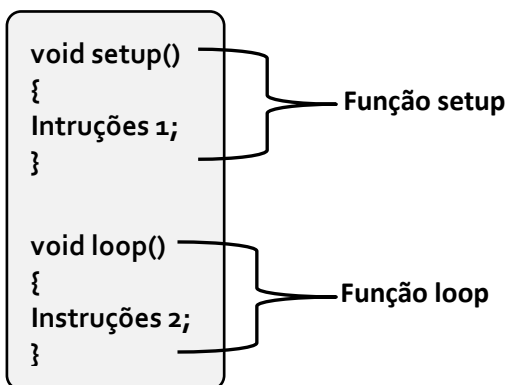 void setup()
{
Intruções 1;
}
Função setup
void loop()
{
Instruções 2;
}
Função loop